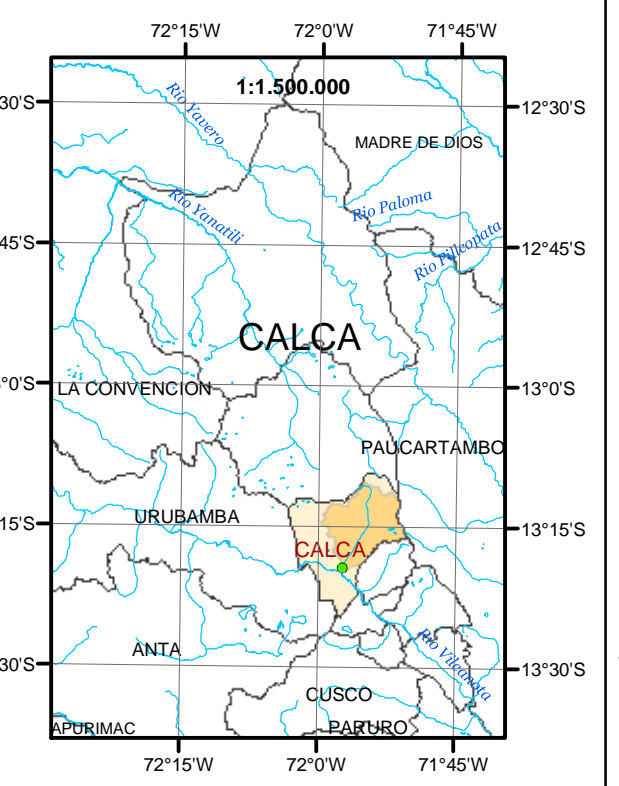 72°15'W 72°0'W 71°45'W
1:1.500.000
30'S 12°30'S
Rio Yavero
MADRE DE DIOS
Rio Yanatili
Rio Paloma
Rio Pillcopata
45'S 12°45'S
CALCA
0'S 13°0'S
LA CONVENCION
PAUCARTAMBO
URUBAMBA
15'S 13°15'S
CALCA
ANTA
Rio Vilcanota
30'S 13°30'S
CUSCO
APURIMAC
PARURO
72°15'W 72°0'W 71°45'W